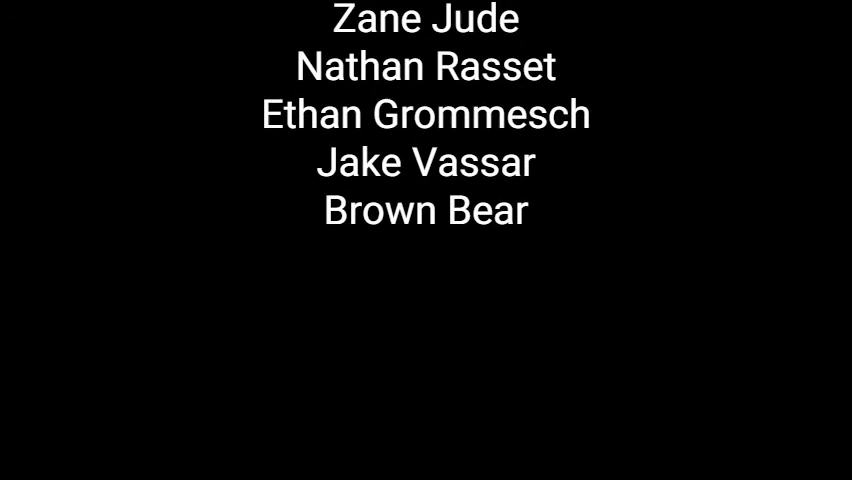 Zane Jude
Nathan Rasset
Ethan Grommesch
Jake Vassar
Brown Bear